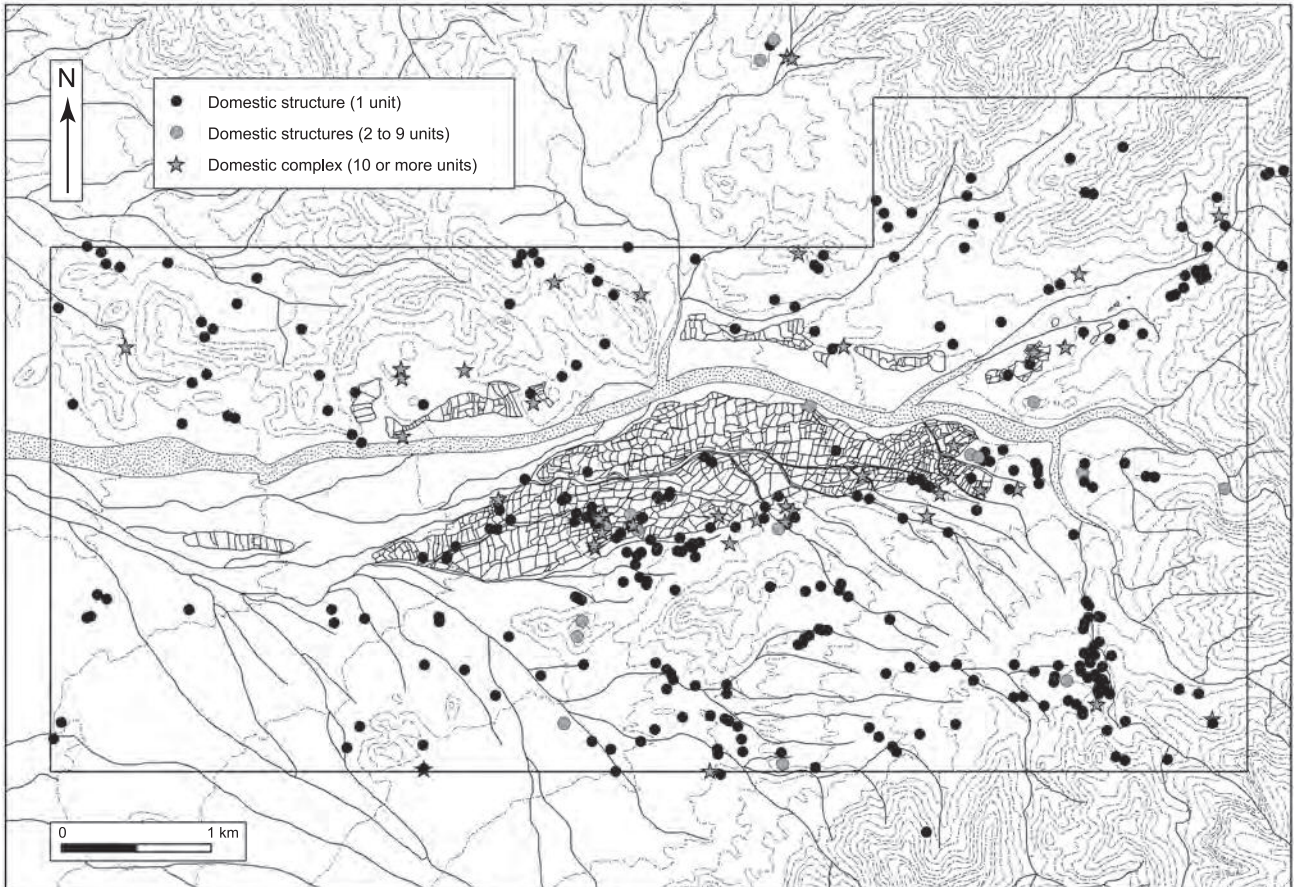 N
Domestic structure (1 unit)
Domestic structures (2 to 9 units)
Domestic complex (10 or more units)
0 1 km